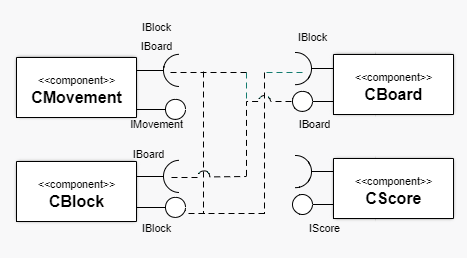 IBlock
IBoard
<<component>>
CMovement
IMovement
IBlock
<<component>>
CBoard
IBoard
IBoard
<<component>>
CBlock
IBlock
<<component>>
CScore
IScore